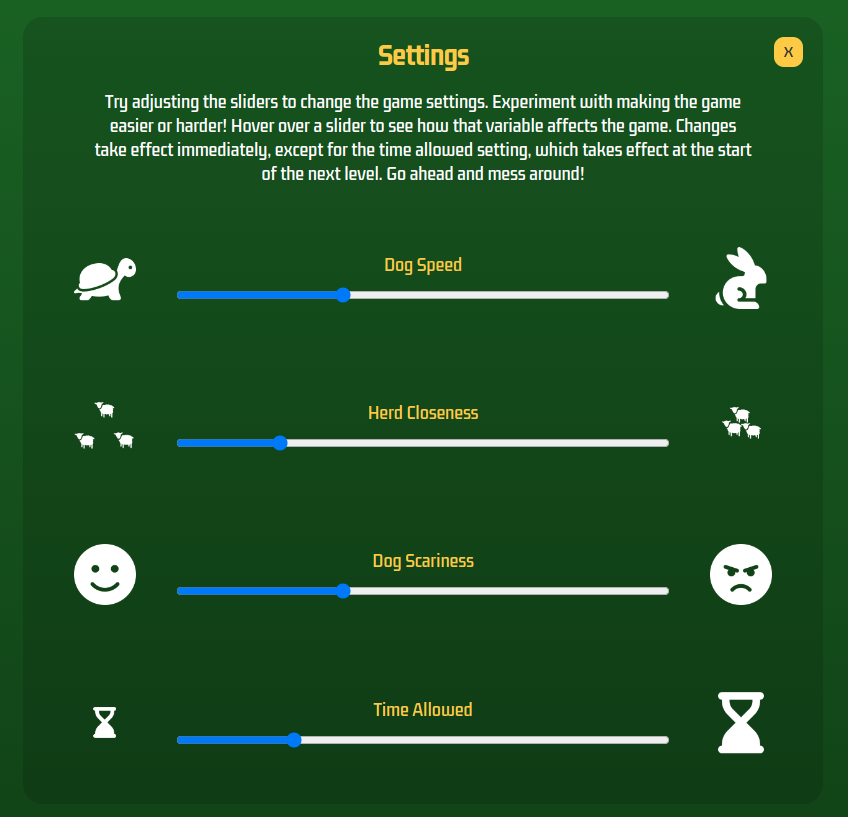 Settings
X
Try adjusting the sliders to change the game settings. Experiment with making the game
easier or harder! Hover over a slider to see how that variable affects the game. Changes
take effect immediately, except for the time allowed setting, which takes effect at the start
of the next level. Go ahead and mess around!
Dog Speed
Herd Closeness
Dog Scariness
Time Allowed